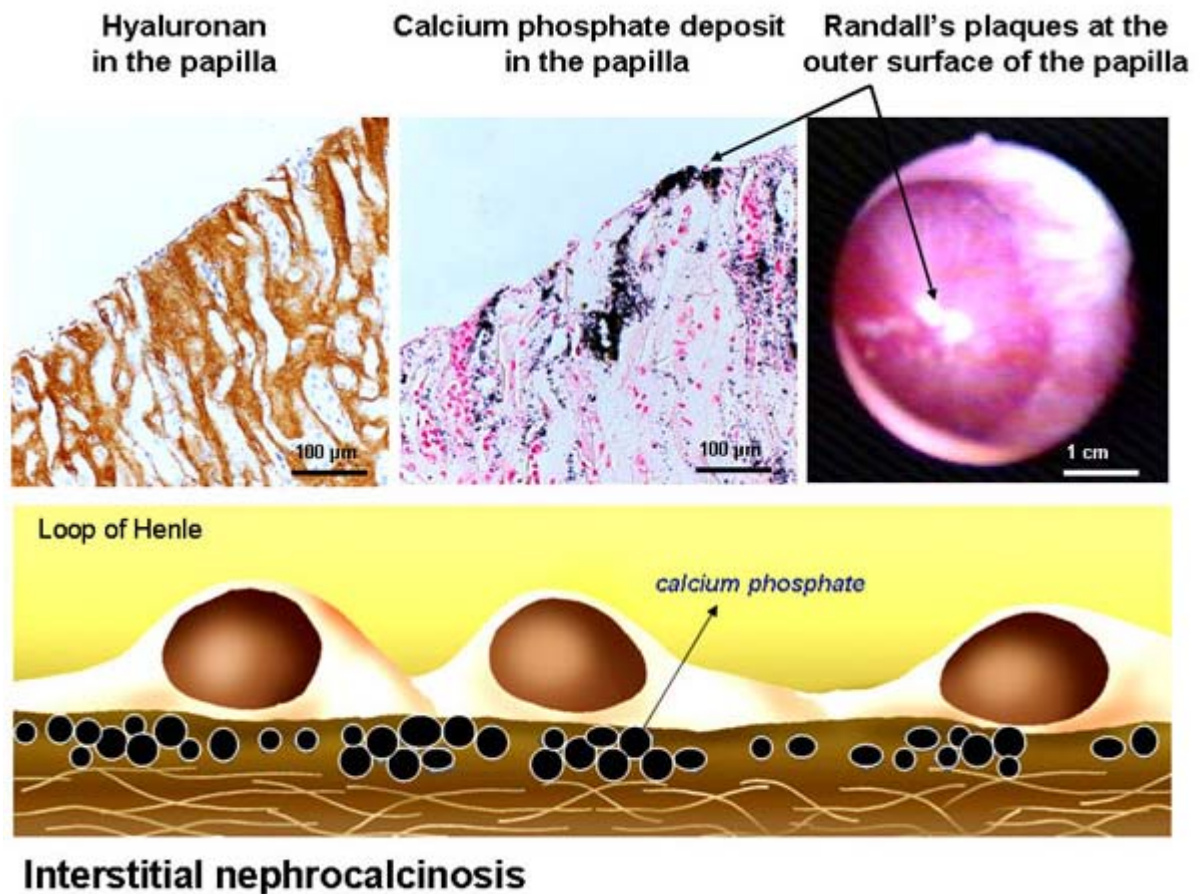 Hyaluronan
in the papilla
Calcium phosphate deposit
in the papilla
Randall's plaques at the
outer surface of the papilla
100 µm
100 µm
1 cm
Loop of Henle
calcium phosphate
Interstitial nephrocalcinosis